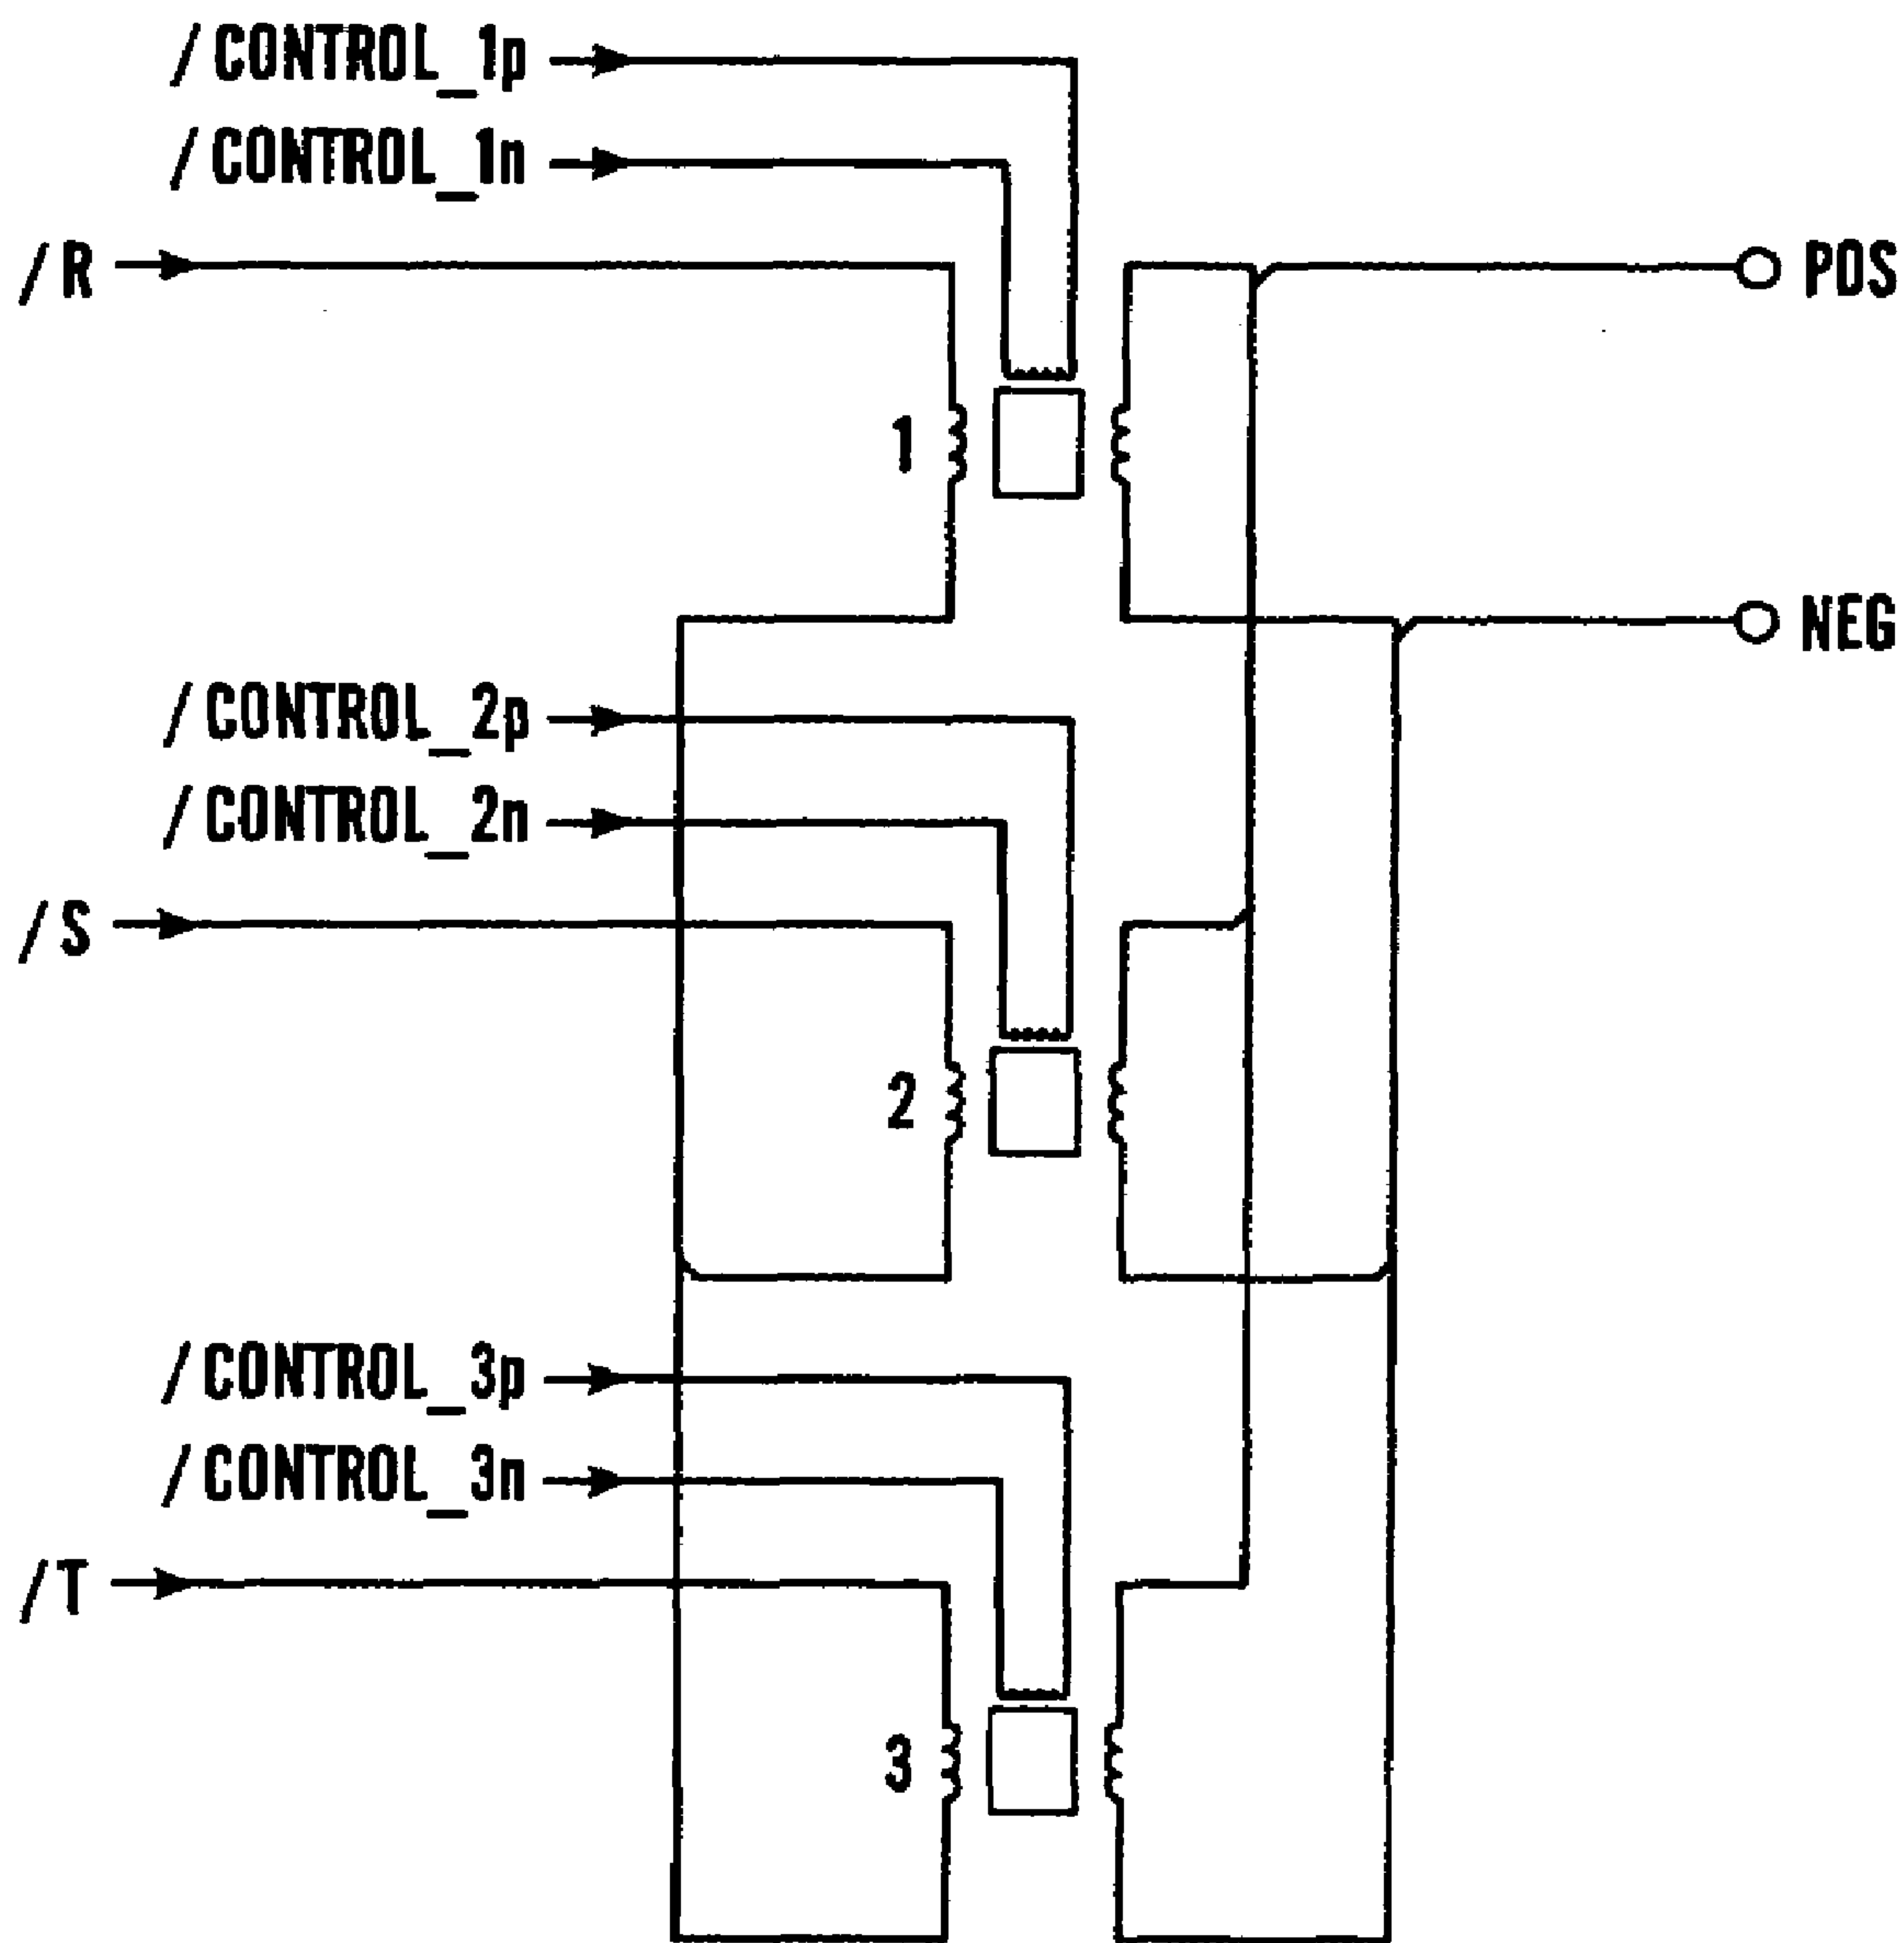 /CONTROL_1p
/CONTROL_1n
/R
POS
1
NEG
/CONTROL_2p
/CONTROL_2n
/S
2
/CONTROL_3p
/CONTROL_3n
/T
3